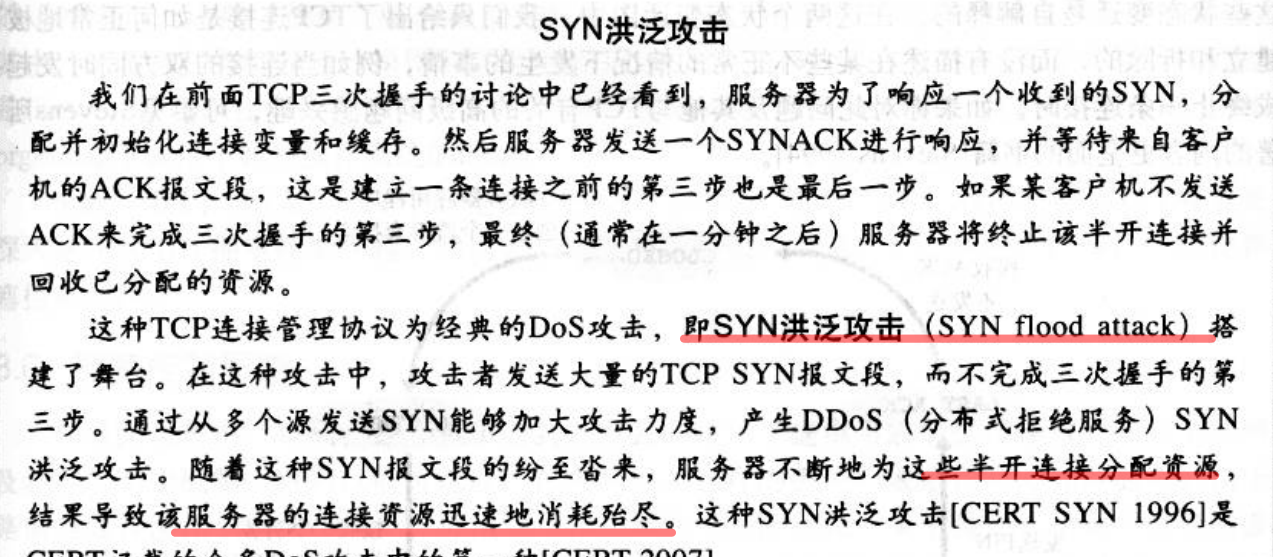 SYN洪泛攻击
我们在前面TCP三次握手的讨论中已经看到，服务器为了响应一个收到的SYN，分
配并初始化连接变量和缓存。然后服务器发送一个SYNACK进行响应，并等待来自客户
机的ACK报文段，这是建立一条连接之前的第三步也是最后一步。如果某客户机不发送
ACK来完成三次握手的第三步，最终（通常在一分钟之后）服务器将终止该半开连接并
回收已分配的资源。
这种TCP连接管理协议为经典的DoS攻击，即SYN洪泛攻击（SYN flood attack）搭
建了舞台。在这种攻击中，攻击者发送大量的TCP SYN报文段，而不完成三次握手的第
三步。通过从多个源发送SYN能够加大攻击力度，产生DDoS（分布式拒绝服务）SYN
洪泛攻击。随着这种SYN报文段的纷至沓来，服务器不断地为这些半开连接分配资源，
结果导致该服务器的连接资源迅速地消耗殆尽。这种SYN洪泛攻击[CERT SYN 1996]是